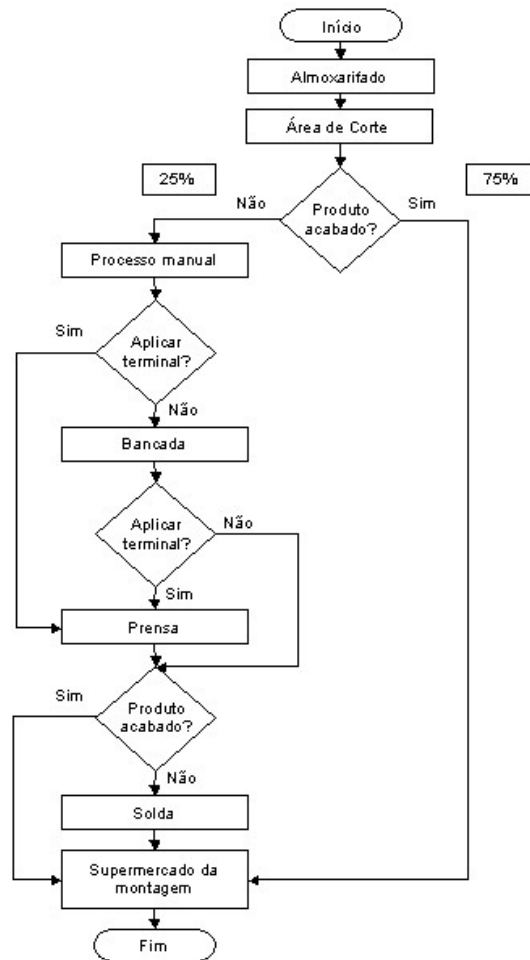 Início
Almoxarifado
Área de Corte
25%
75%
Não
Produto
acabado?
Sim
Processo manual
Sim
Aplicar
terminal?
Não
Bancada
Aplicar
terminal?
Não
Sim
Prensa
Sim
Produto
acabado?
Não
Solda
Supermercado da
montagem
Fim